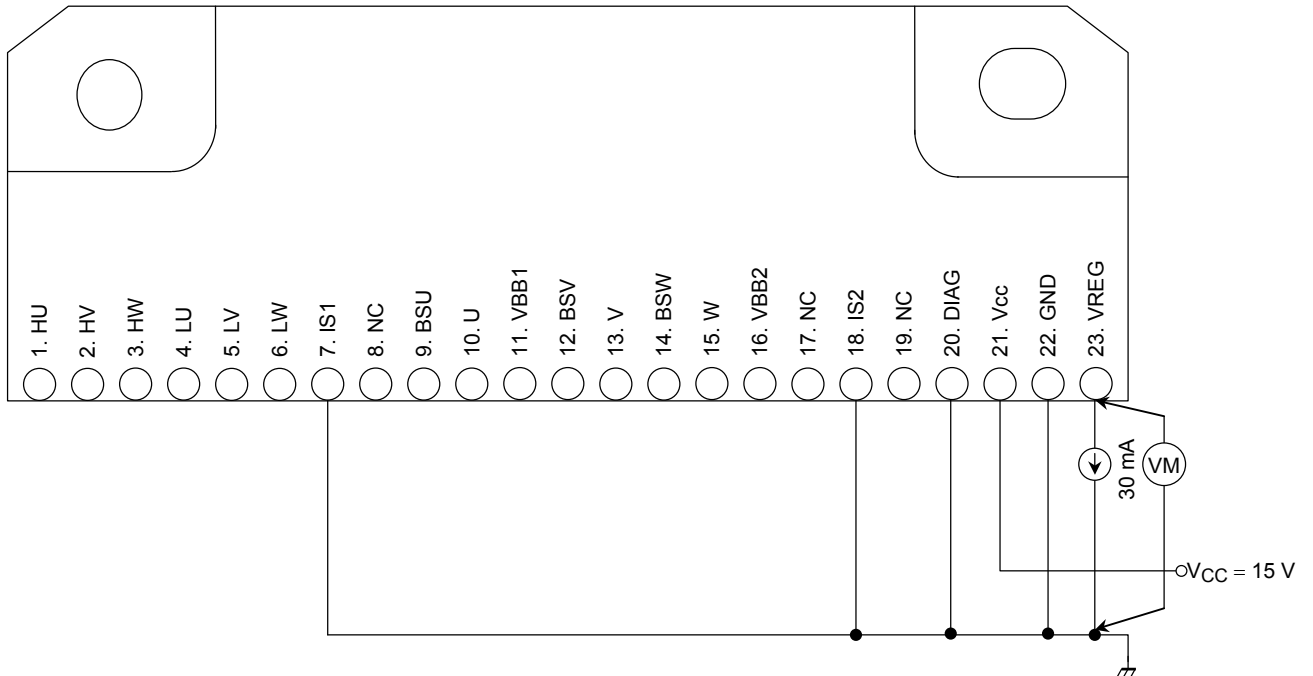 1. HU
2. HV
3. HW
4. LU
5. LV
6. LW
7. IS1
8. NC
9. BSU
10. U
11. VBB1
12. BSV
13. V
14. BSW
15. W
16. VBB2
17. NC
18. IS2
19. NC
20. DIAG
21. Vcc
22. GND
23. VREG
30 mA
VM
VCC = 15 V